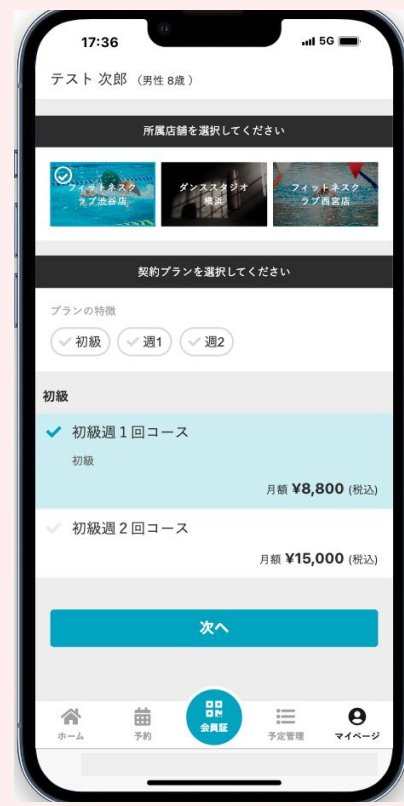 17:36
5G
テスト 次郎 (男性 8歳 )
所属店舗を選択してください
フィットネスク
ラブ渋谷店
ダンススタジオ
横浜
フィットネスク
ラブ西宮店
契約プランを選択してください
プランの特徴
初級 週1 週2
初級
初級週1回コース
初級
月額 ¥8,800 (税込)
初級週2回コース
月額 ¥15,000 (税込)
次へ
ホーム 予約 会員証 予定管理 マイページ